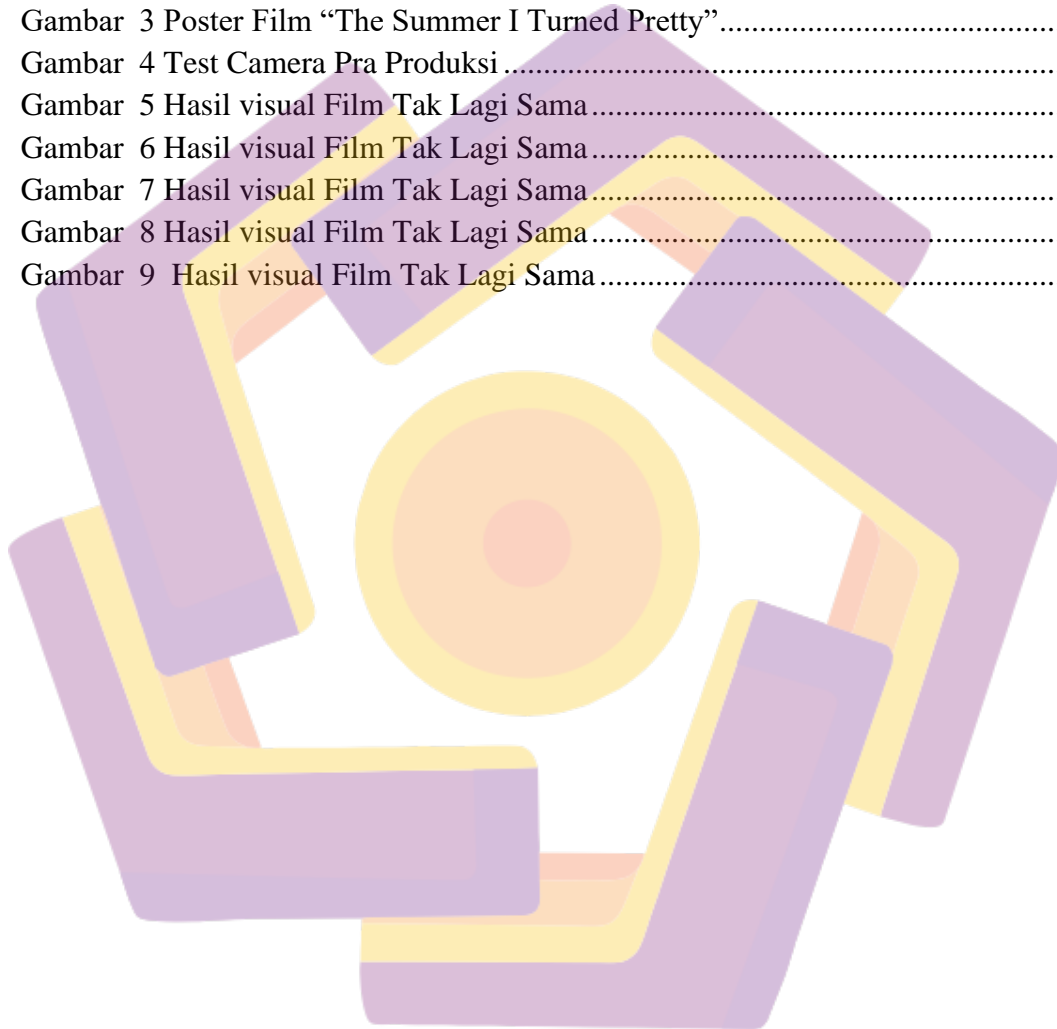 Gambar  3 Poster Film “The Summer I Turned Pretty”.......................................
Gambar  4 Test Camera Pra Produksi.....................................................................
Gambar  5 Hasil visual Film Tak Lagi Sama.........................................................
Gambar  6 Hasil visual Film Tak Lagi Sama.........................................................
Gambar  7 Hasil visual Film Tak Lagi Sama.........................................................
Gambar  8 Hasil visual Film Tak Lagi Sama.........................................................
Gambar  9  Hasil visual Film Tak Lagi Sama........................................................